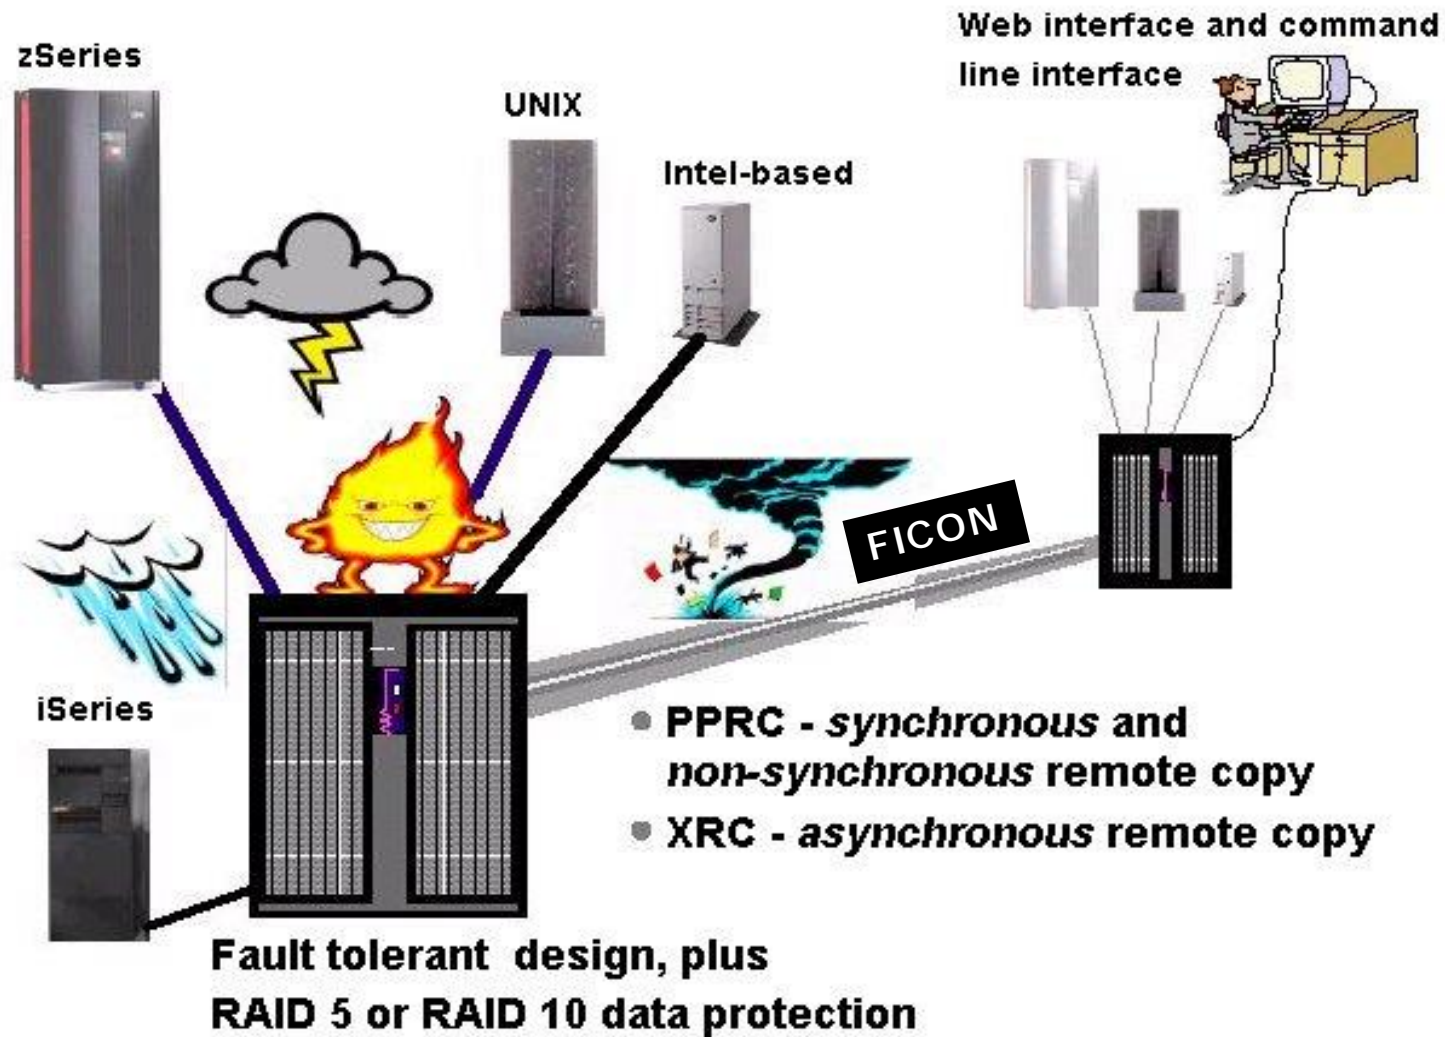 zSeries
UNIX
Intel-based
Web interface and command
line interface
FICON
iSeries
• PPRC - synchronous and
non-synchronous remote copy
• XRC - asynchronous remote copy
Fault tolerant design, plus
RAID 5 or RAID 10 data protection